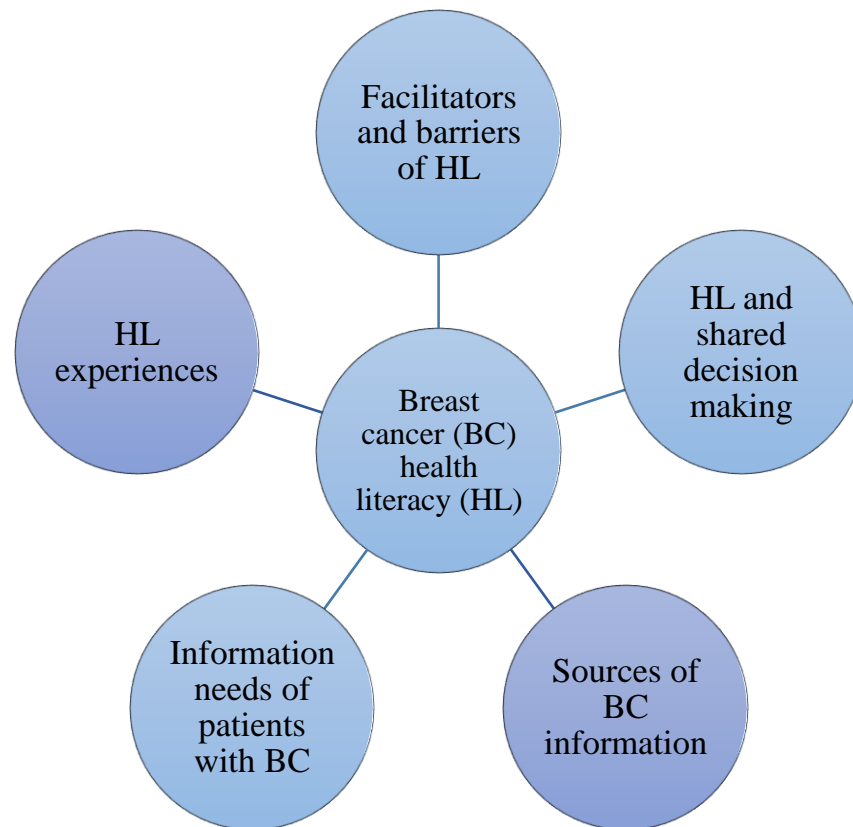 Facilitators
and barriers
of HL
HL and
shared
decision
making
HL
experiences
Breast
cancer (BC)
health
literacy (HL)
Information
needs of
patients
with BC
Sources of
BC
information